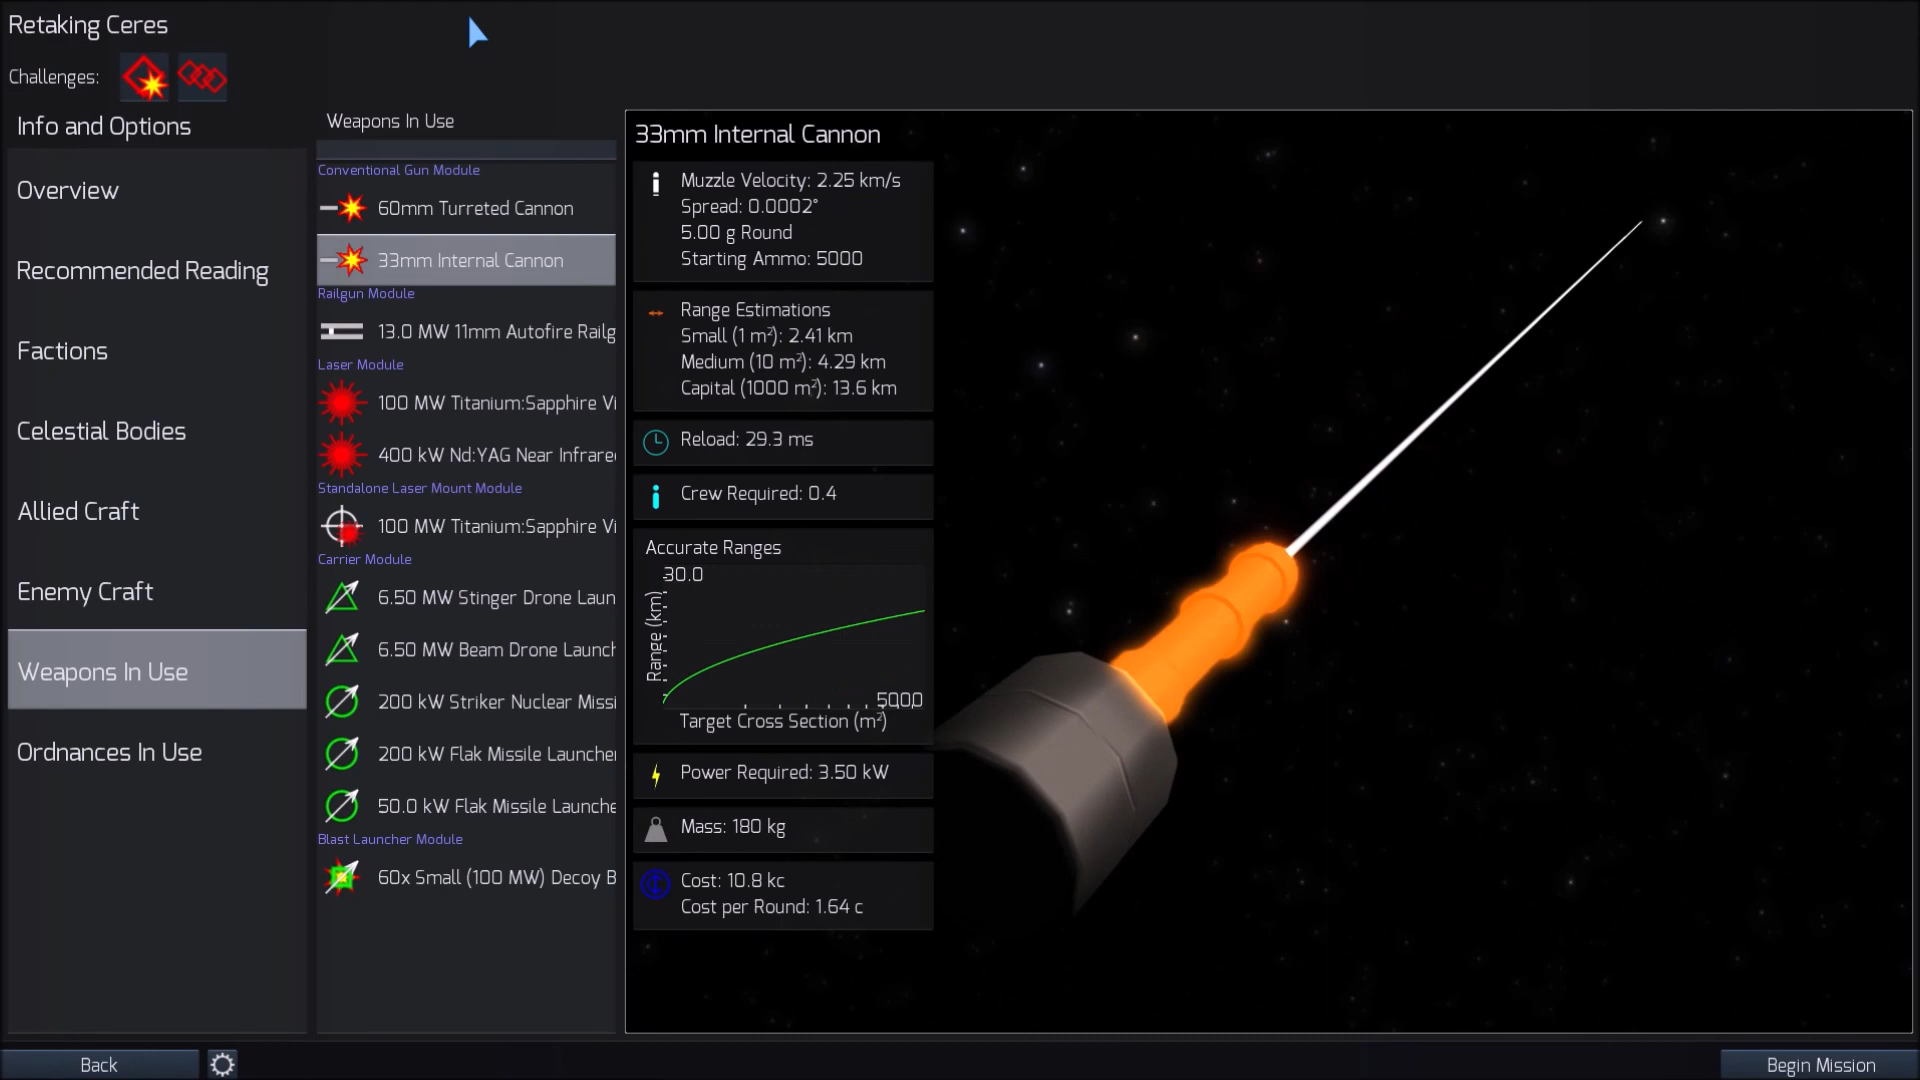 Retaking Ceres
Challenges:
Info and Options
Overview
Recommended Reading
Factions
Celestial Bodies
Allied Craft
Enemy Craft
Weapons In Use
Ordnances In Use
Weapons In Use
Conventional Gun Module
60mm Turreted Cannon
33mm Internal Cannon
Railgun Module
13.0 MW 11mm Autofire Railg
Laser Module
100 MW Titanium:Sapphire Vi
400 kW Nd:YAG Near Infrare
Standalone Laser Mount Module
100 MW Titanium:Sapphire Vi
Carrier Module
6.50 MW Stinger Drone Laun
6.50 MW Beam Drone Launch
200 kW Striker Nuclear Missi
200 kW Flak Missile Launcher
50.0 kW Flak Missile Launche
Blast Launcher Module
60x Small (100 MW) Decoy B
33mm Internal Cannon
Muzzle Velocity: 2.25 km/s
Spread: 0.0002°
5.00 g Round
Starting Ammo: 5000
Range Estimations
Small (1 m²): 2.41 km
Medium (10 m²): 4.29 km
Capital (1000 m²): 13.6 km
Reload: 29.3 ms
Crew Required: 0.4
Accurate Ranges
30.0
Range (km)
5000
Target Cross Section (m²)
Power Required: 3.50 kW
Mass: 180 kg
Cost: 10.8 kc
Cost per Round: 1.64 c
Back
Begin Mission